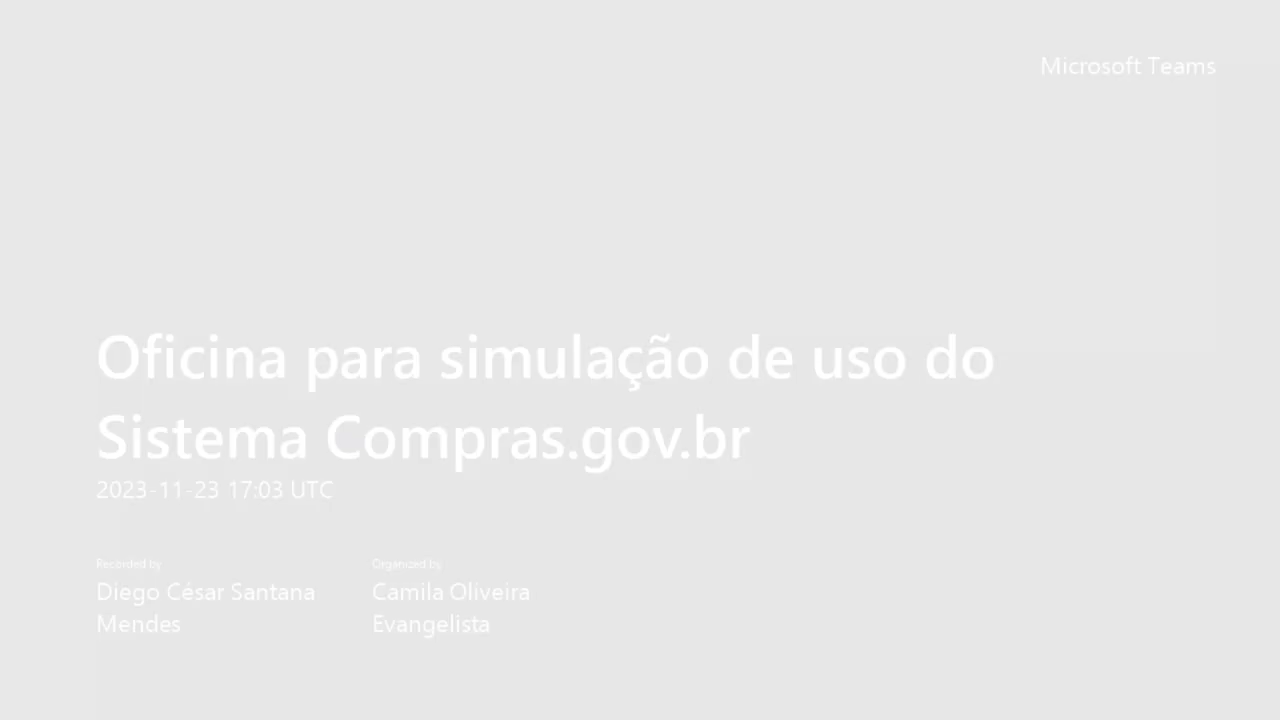 Microsoft Teams
Oficina para simulação de uso do
Sistema Compras.gov.br
2023-11-23 17:03 UTC
Recorded by
Organized by
Diego César Santana
Mendes
Camila Oliveira
Evangelista